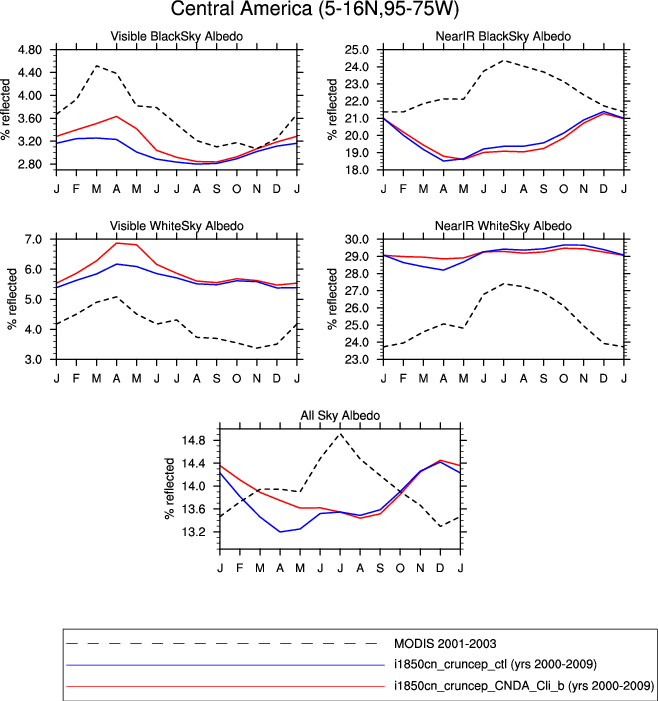 Central America (5-16N,95-75W)
Visible BlackSky Albedo
NearIR BlackSky Albedo
% reflected
4.80
4.40
4.00
3.60
3.20
2.80
J F M A M J J A S O N D J
% reflected
25.0
24.0
23.0
22.0
21.0
20.0
19.0
18.0
J F M A M J J A S O N D J
Visible WhiteSky Albedo
NearIR WhiteSky Albedo
% reflected
7.0
6.0
5.0
4.0
3.0
J F M A M J J A S O N D J
% reflected
30.0
29.0
28.0
27.0
26.0
25.0
24.0
23.0
J F M A M J J A S O N D J
All Sky Albedo
% reflected
14.8
14.4
14.0
13.6
13.2
J F M A M J J A S O N D J
MODIS 2001-2003
i1850cn_cruncep_ctl (yrs 2000-2009)
i1850cn_cruncep_CNDA_Cli_b (yrs 2000-2009)